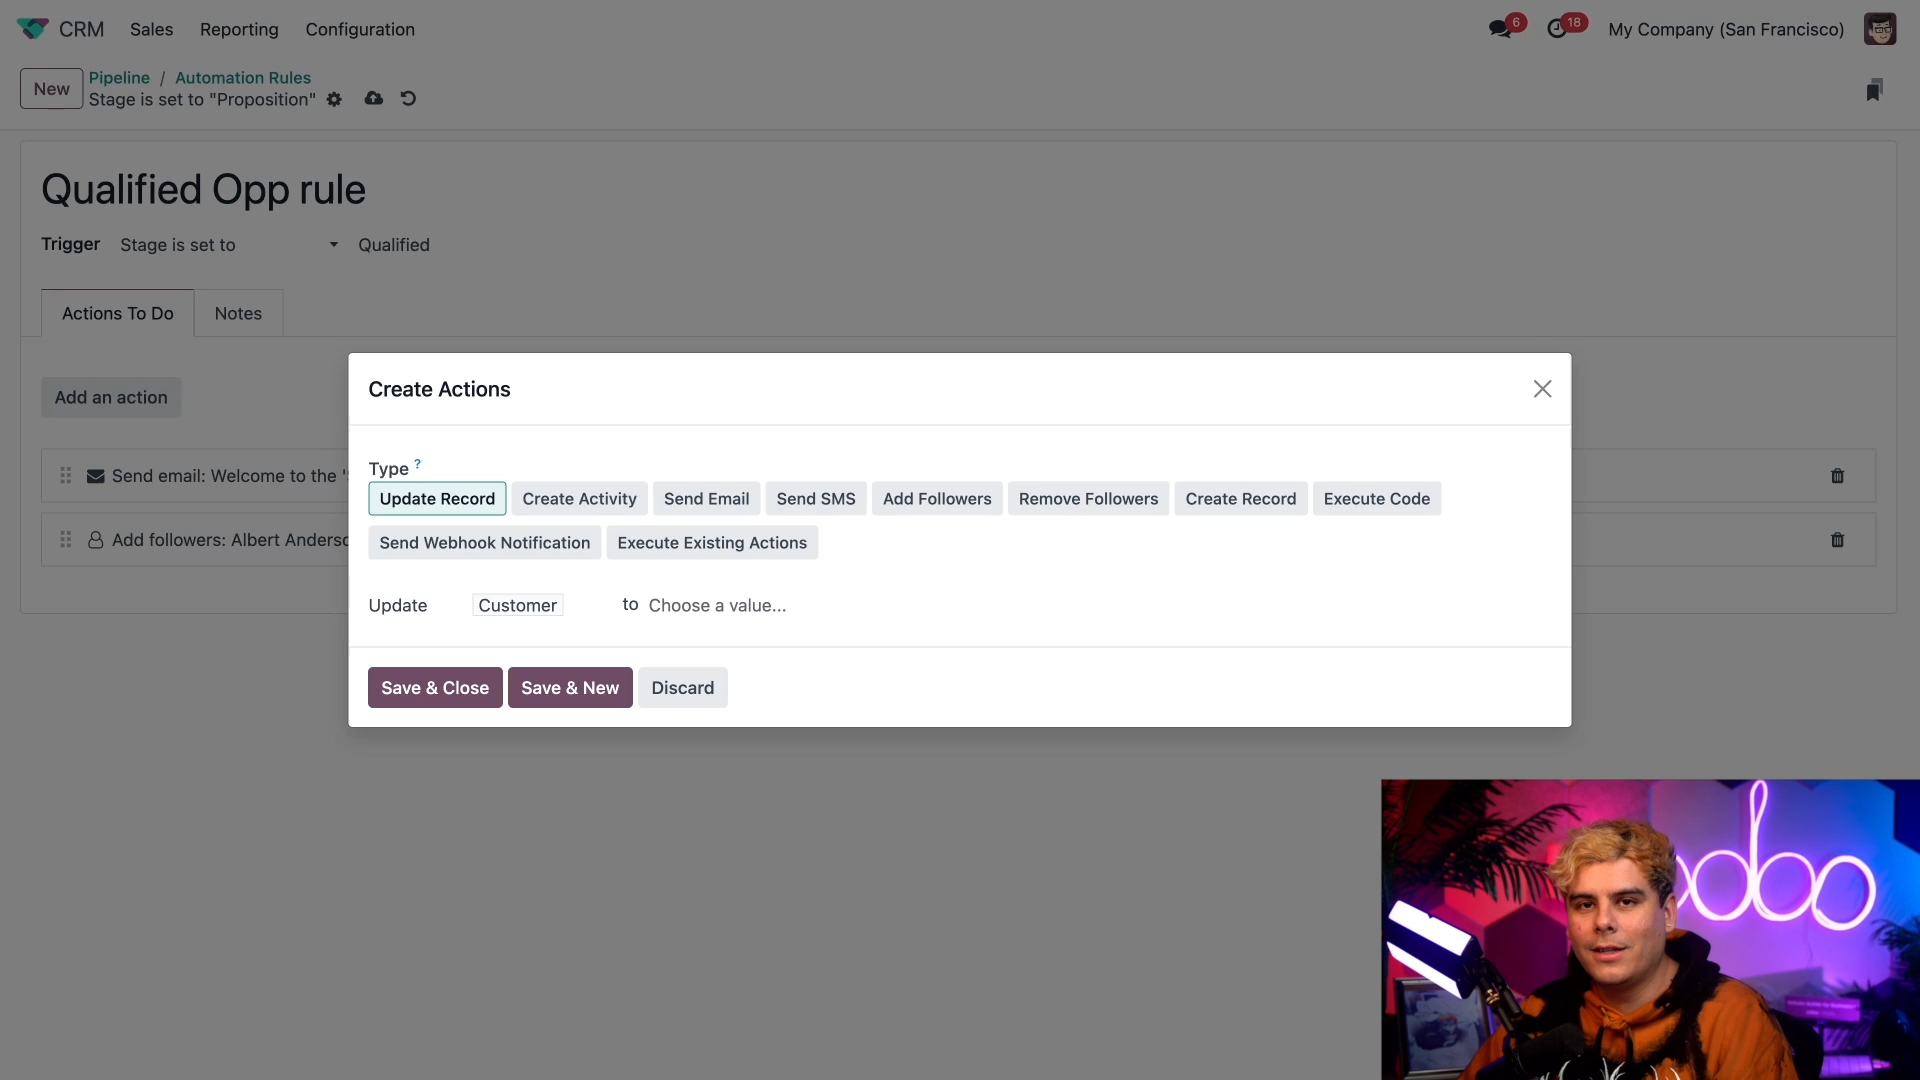 CRM Sales Reporting Configuration 6 18 My Company (San Francisco)
New Pipeline / Automation Rules
Stage is set to "Proposition"
Qualified Opp rule
Trigger Stage is set to Qualified
Actions To Do Notes
Create Actions
Add an action
Type ?
Send email: Welcome to the '
Update Record Create Activity Send Email Send SMS Add Followers Remove Followers Create Record Execute Code
Add followers: Albert Anderso
Send Webhook Notification Execute Existing Actions
Update Customer to Choose a value...
Save & Close Save & New Discard
odoo